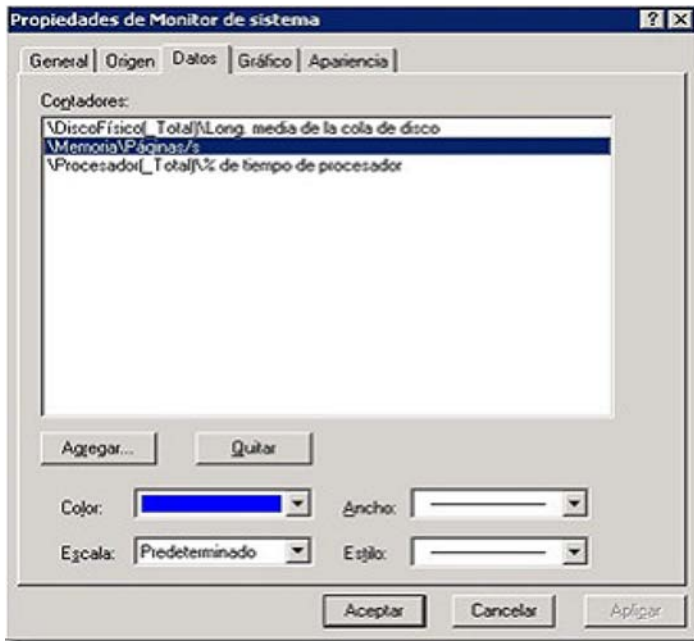 Propiedades de Monitor de sistema
General Origen Datos Gráfico Apariencia
Contadores:
\DiscoFísico(_Total)\Long. media de la cola de disco
\Memoria\Páginas/s
\Procesador(_Total)\% de tiempo de procesador
Agregar... Quitar
Color: Ancho:
Escala: Predeterminado Estilo:
Aceptar Cancelar Aplicar